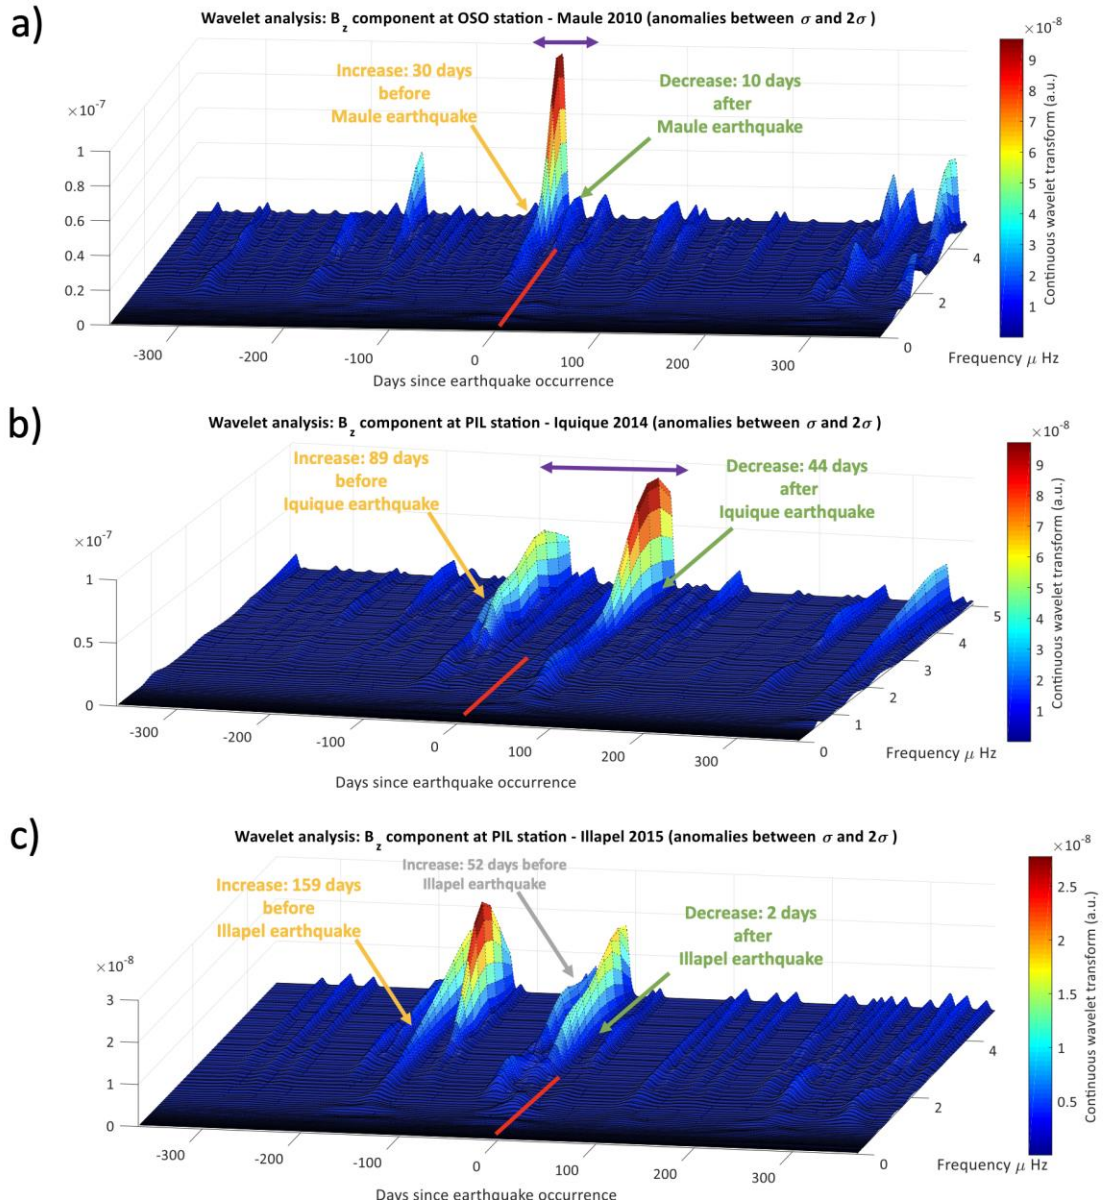 a)
Wavelet analysis: B_z component at OSO station - Maule 2010 (anomalies between σ and 2σ)
Increase: 30 days
before
Maule earthquake
Decrease: 10 days
after
Maule earthquake
×10^-7
1
0.8
0.6
0.4
0.2
0
-300
-200
-100
0
100
200
300
Days since earthquake occurrence
0
2
4
Frequency μ Hz
×10^-8
9
8
7
6
5
4
3
2
1
Continuous wavelet transform (a.u.)
b)
Wavelet analysis: B_z component at PIL station - Iquique 2014 (anomalies between σ and 2σ)
Increase: 89 days
before
Iquique earthquake
Decrease: 44 days
after
Iquique earthquake
×10^-7
1
0.5
0
-300
-200
-100
0
100
200
300
Days since earthquake occurrence
0
1
2
3
4
5
Frequency μ Hz
×10^-8
9
8
7
6
5
4
3
2
1
Continuous wavelet transform (a.u.)
c)
Wavelet analysis: B_z component at PIL station - Illapel 2015 (anomalies between σ and 2σ)
Increase: 159 days
before
Illapel earthquake
Increase: 52 days before
Illapel earthquake
Decrease: 2 days
after
Illapel earthquake
×10^-8
3
2
1
0
-300
-200
-100
0
100
200
300
Days since earthquake occurrence
0
2
4
Frequency μ Hz
×10^-8
2.5
2
1.5
1
0.5
Continuous wavelet transform (a.u.)